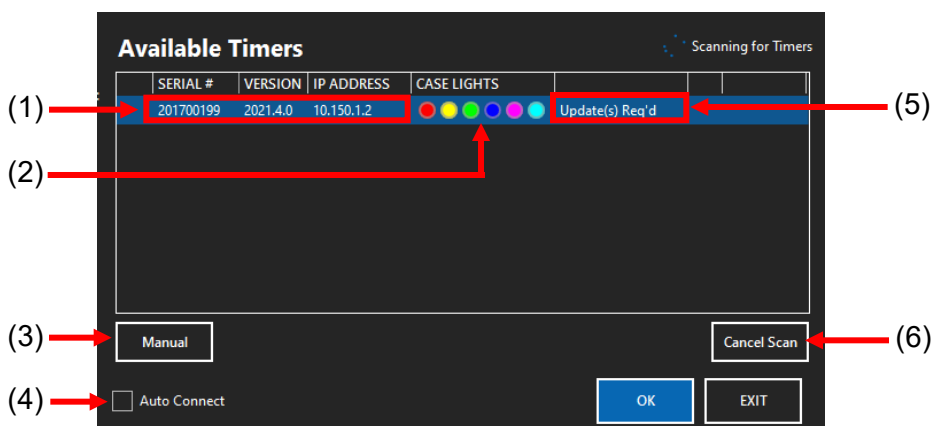 Available Timers
Scanning for Timers
SERIAL # VERSION IP ADDRESS CASE LIGHTS
(1) 201700199 2021.4.0 10.150.1.2 Update(s) Req'd (5)
(2)
(3) Manual Cancel Scan (6)
(4) Auto Connect OK EXIT